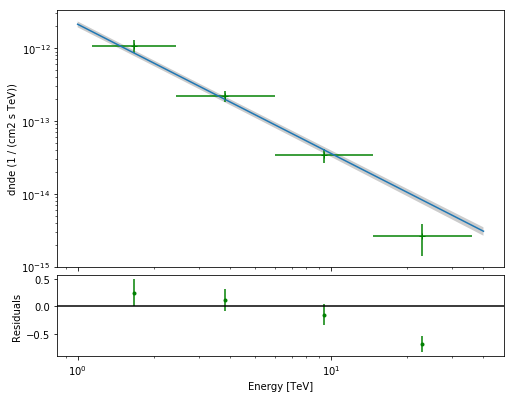 dnde (1 / (cm2 s TeV))
10⁻¹²
10⁻¹³
10⁻¹⁴
10⁻¹⁵
Residuals
0.5
0.0
−0.5
10⁰ 10¹
Energy [TeV]